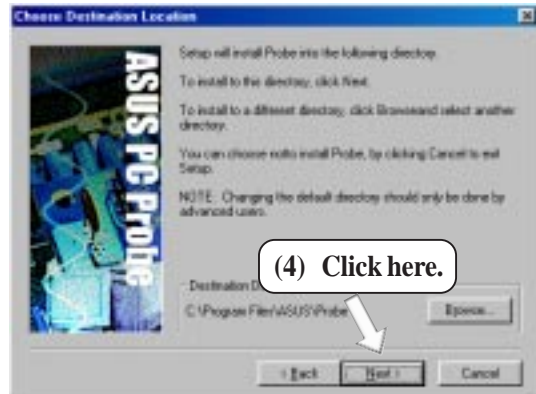 Choose Destination Location
ASUS PC Probe
Setup will install Probe into the following directory.
To install to this directory, click Next.
To install to a different directory, click Browse and select another
directory.
You can choose not to install Probe, by clicking Cancel to exit
Setup.
NOTE: Changing the default directory should only be done by
advanced users.
(4) Click here.
Destination D
C:\Program Files\ASUS\Probe
Browse...
< Back
Next >
Cancel